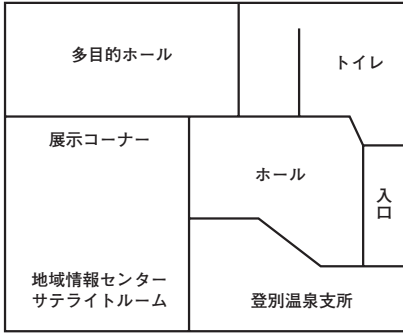 多目的ホール
トイレ
展示コーナー
ホール
入口
地域情報センター
サテライトルーム
登別温泉支所